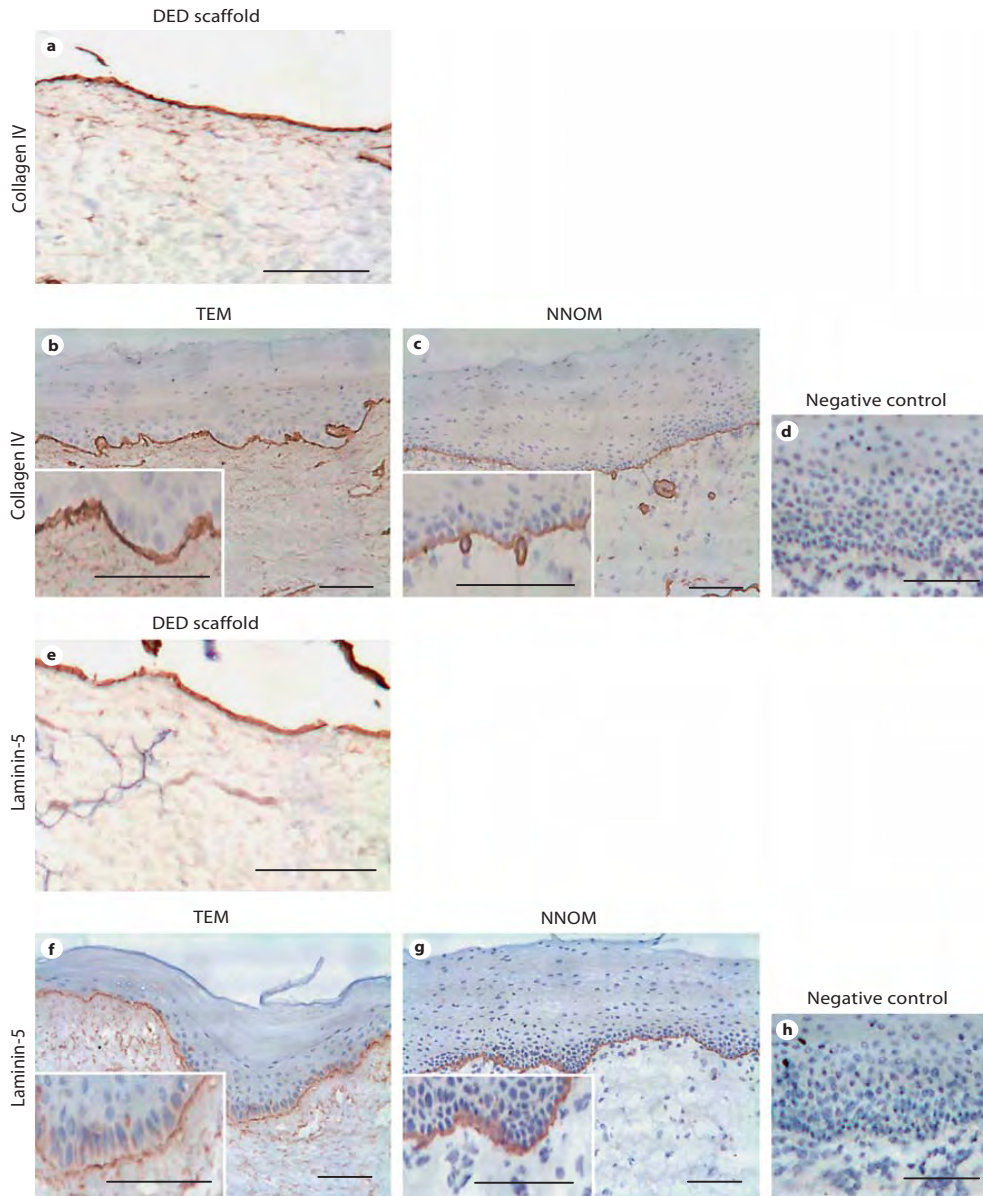 DED scaffold
a
Collagen IV
TEM
NNOM
b
c
Negative control
d
Collagen IV
DED scaffold
e
Laminin-5
TEM
NNOM
f
g
Negative control
h
Laminin-5